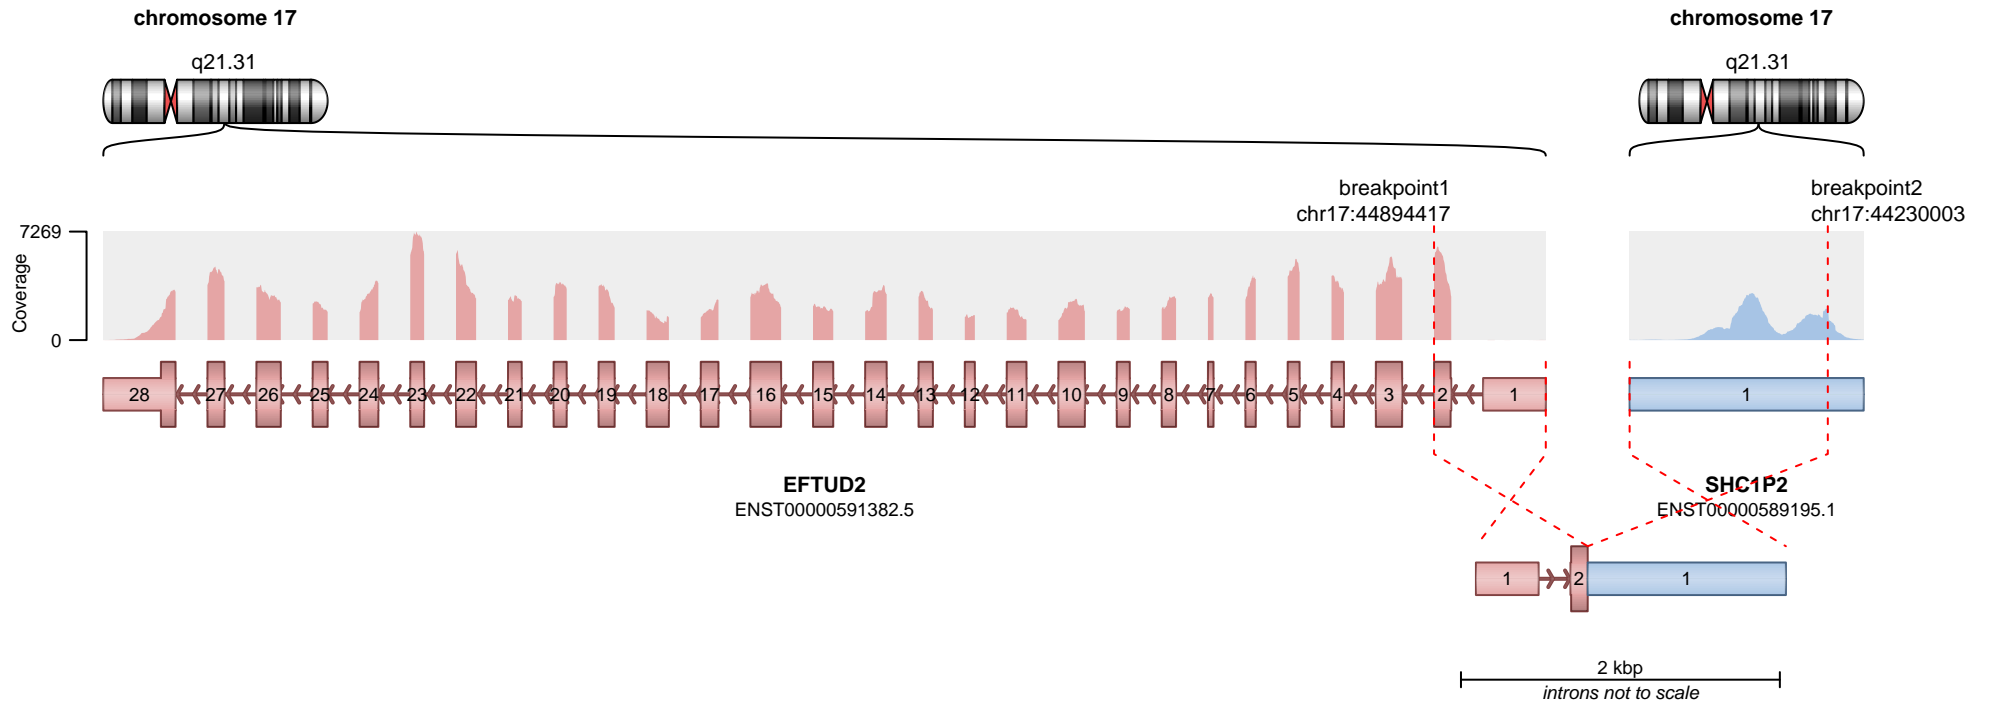 chromosome 17
chromosome 17
q21.31
q21.31
breakpoint1
chr17:44894417
breakpoint2
chr17:44230003
7269
Coverage
0
28 27 26 25 24 23 22 21 20 19 18 17 16 15 14 13 12 11 10 9 8 7 6 5 4 3 2 1
1
EFTUD2
ENST00000591382.5
SHC1P2
ENST00000589195.1
1 2 1
2 kbp
introns not to scale